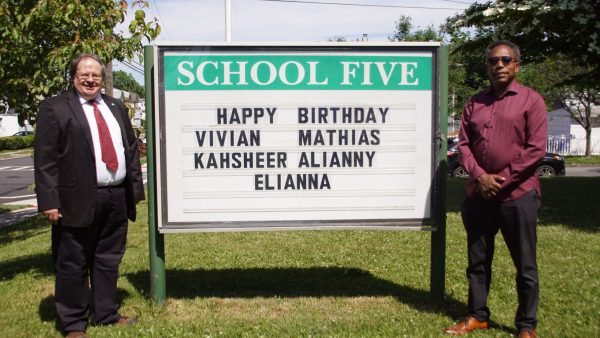 SCHOOL FIVE
HAPPY BIRTHDAY
VIVIAN MATHIAS
KAHSHEER ALIANNY
ELIANNA